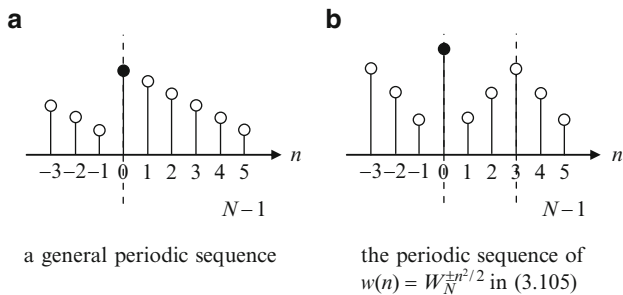 a
b
n
n
−3−2−1 0 1 2 3 4 5
−3−2−1 0 1 2 3 4 5
N−1
N−1
a general periodic sequence
the periodic sequence of
w(n) = W_N^{±n²/2} in (3.105)